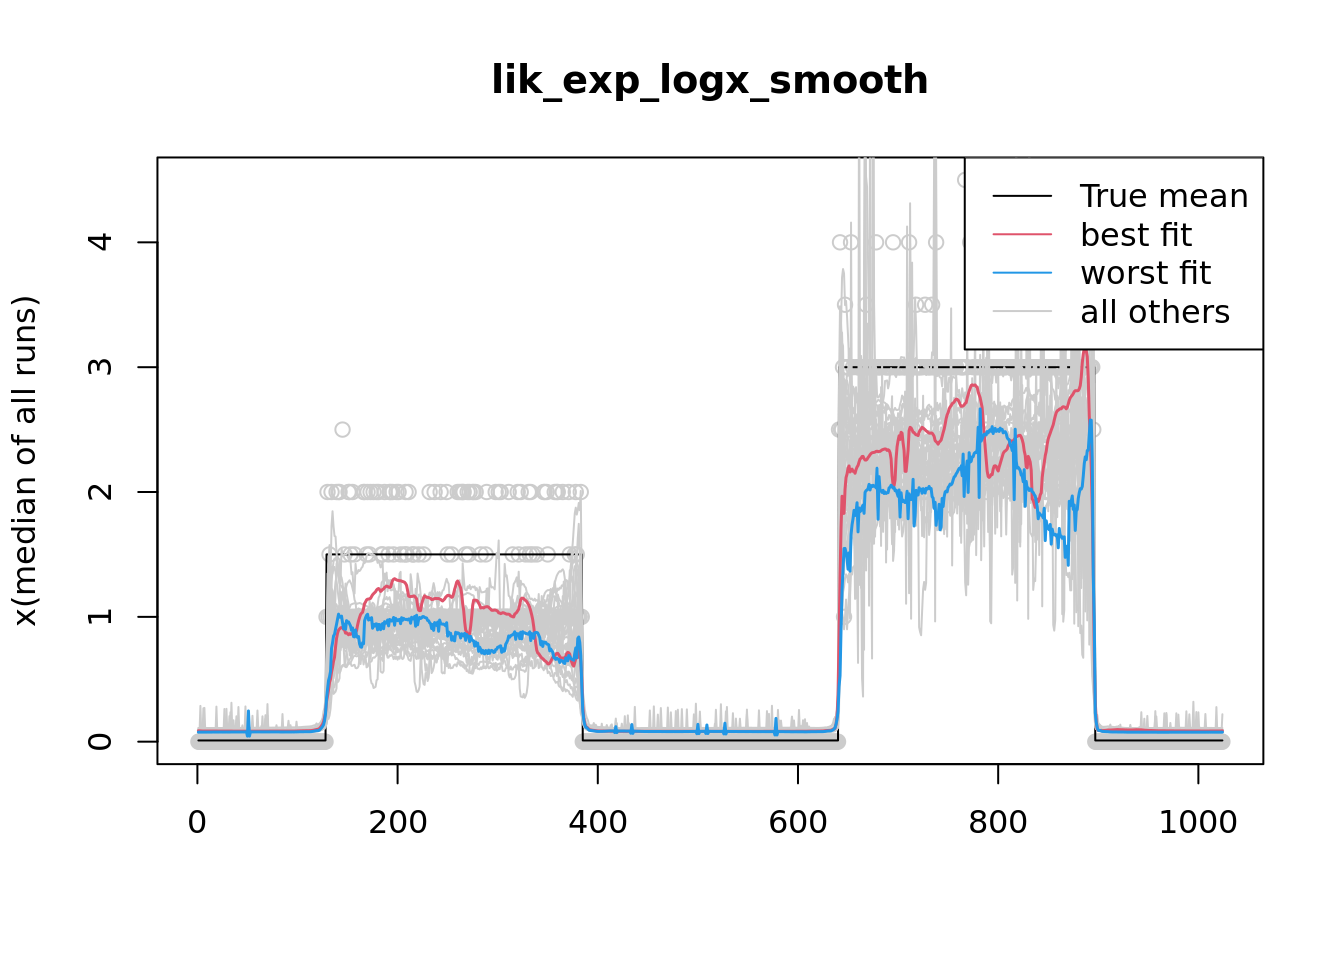 lik_exp_logx_smooth
x(median of all runs)
4
3
2
1
0
True mean
best fit
worst fit
all others
0 200 400 600 800 1000